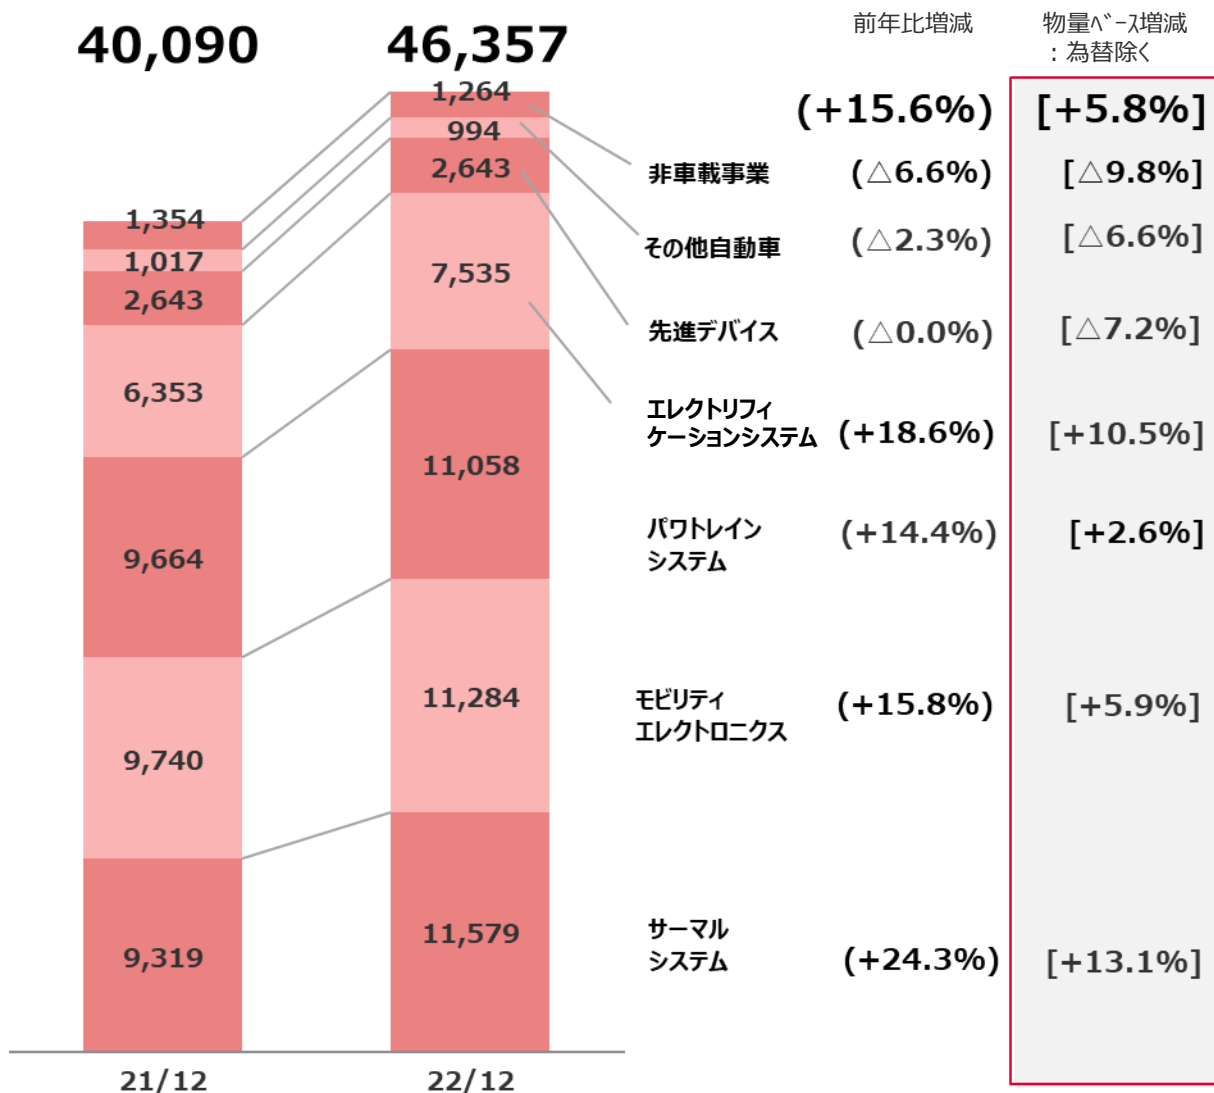 40,090
46,357
前年比増減
物量ベース増減
:為替除く
(+15.6%)
[+5.8%]
1,264
994
2,643
7,535
11,058
11,284
11,579
1,354
1,017
2,643
6,353
9,664
9,740
9,319
非車載事業
(△6.6%)
[△9.8%]
その他自動車
(△2.3%)
[△6.6%]
先進デバイス
(△0.0%)
[△7.2%]
エレクトリフィ
ケーションシステム
(+18.6%)
[+10.5%]
パワトレイン
システム
(+14.4%)
[+2.6%]
モビリティ
エレクトロニクス
(+15.8%)
[+5.9%]
サーマル
システム
(+24.3%)
[+13.1%]
21/12
22/12